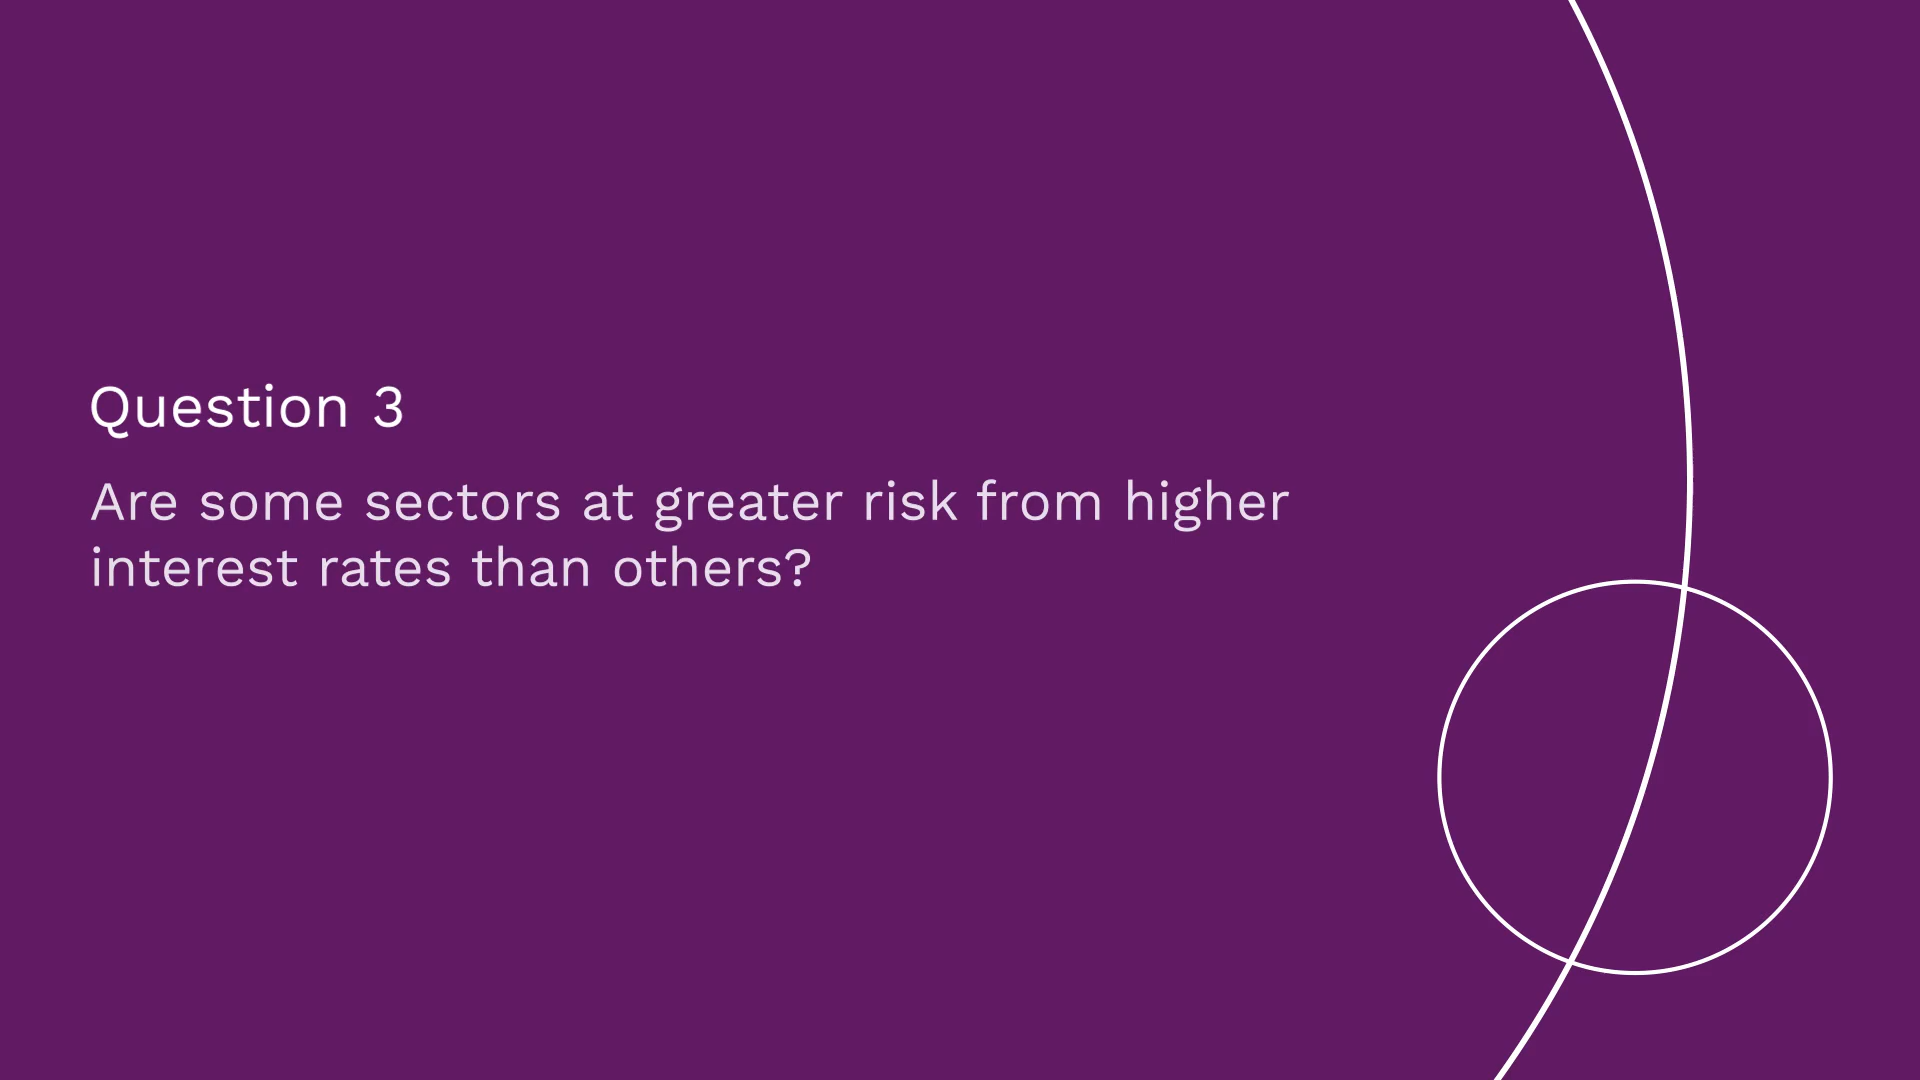 Question 3
Are some sectors at greater risk from higher
interest rates than others?